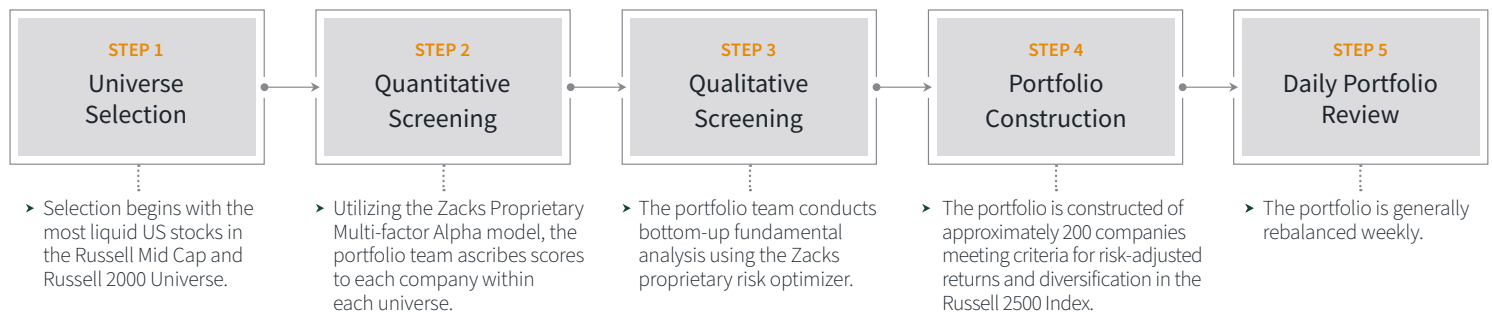 STEP 1
Universe
Selection
Selection begins with the
most liquid US stocks in
the Russell Mid Cap and
Russell 2000 Universe.
STEP 2
Quantitative
Screening
Utilizing the Zacks Proprietary
Multi-factor Alpha model, the
portfolio team ascribes scores
to each company within
each universe.
STEP 3
Qualitative
Screening
The portfolio team conducts
bottom-up fundamental
analysis using the Zacks
proprietary risk optimizer.
STEP 4
Portfolio
Construction
The portfolio is constructed of
approximately 200 companies
meeting criteria for risk-adjusted
returns and diversification in the
Russell 2500 Index.
STEP 5
Daily Portfolio
Review
The portfolio is generally
rebalanced weekly.